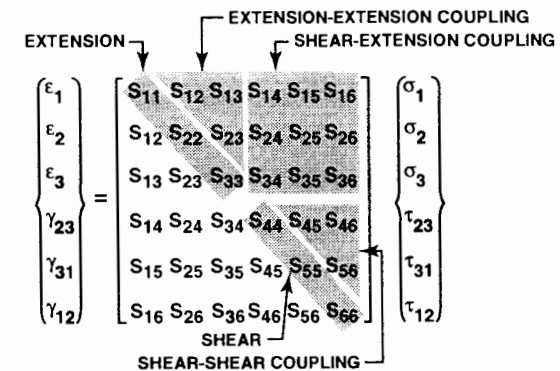 EXTENSION-EXTENSION COUPLING
EXTENSION SHEAR-EXTENSION COUPLING
ε1 S11 S12 S13 S14 S15 S16 σ1
ε2 S12 S22 S23 S24 S25 S26 σ2
ε3 S13 S23 S33 S34 S35 S36 σ3
γ23 = S14 S24 S34 S44 S45 S46 τ23
γ31 S15 S25 S35 S45 S55 S56 τ31
γ12 S16 S26 S36 S46 S56 S66 τ12
SHEAR
SHEAR-SHEAR COUPLING